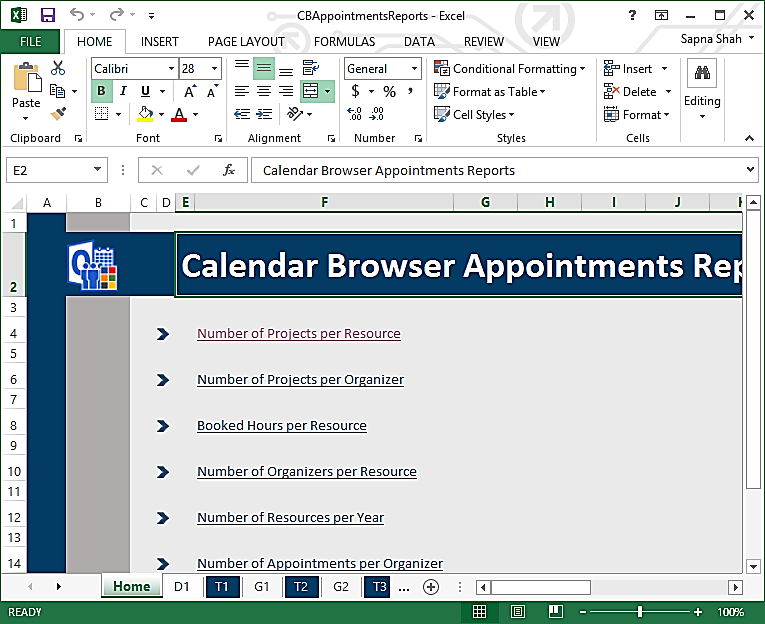 CBAppointmentsReports - Excel
?
FILE HOME INSERT PAGE LAYOUT FORMULAS DATA REVIEW VIEW Sapna Shah
Calibri 28 General Conditional Formatting Insert
Paste B I U A A $ % , Format as Table Delete Editing
A .00 .00 Cell Styles Format
Clipboard Font Alignment Number Styles Cells
E2 fx Calendar Browser Appointments Reports
A B C D E F G H I J
1
2 Calendar Browser Appointments Rep
3
4 Number of Projects per Resource
5
6 Number of Projects per Organizer
7
8 Booked Hours per Resource
9
10 Number of Organizers per Resource
11
12 Number of Resources per Year
13
14 Number of Appointments per Organizer
Home D1 T1 G1 T2 G2 T3 ...
READY 100%